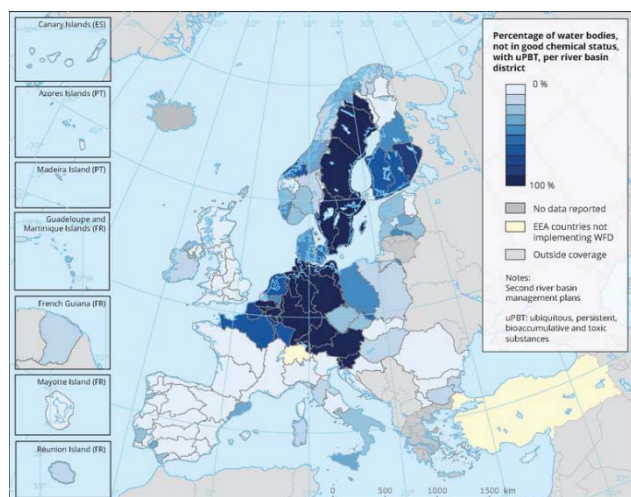 Canary Islands (ES)
Azores Islands (PT)
Madeira Island (PT)
Guadeloupe and
Martinique Islands (FR)
French Guiana (FR)
Mayotte Island (FR)
Réunion Island (FR)
Percentage of water bodies,
not in good chemical status,
with uPBT, per river basin
district
0 %
100 %
No data reported
EEA countries not
implementing WFD
Outside coverage
Notes:
Second river basin
management plans
uPBT: ubiquitous, persistent,
bioaccumulative and toxic
substances
0 500 1000 1500 km